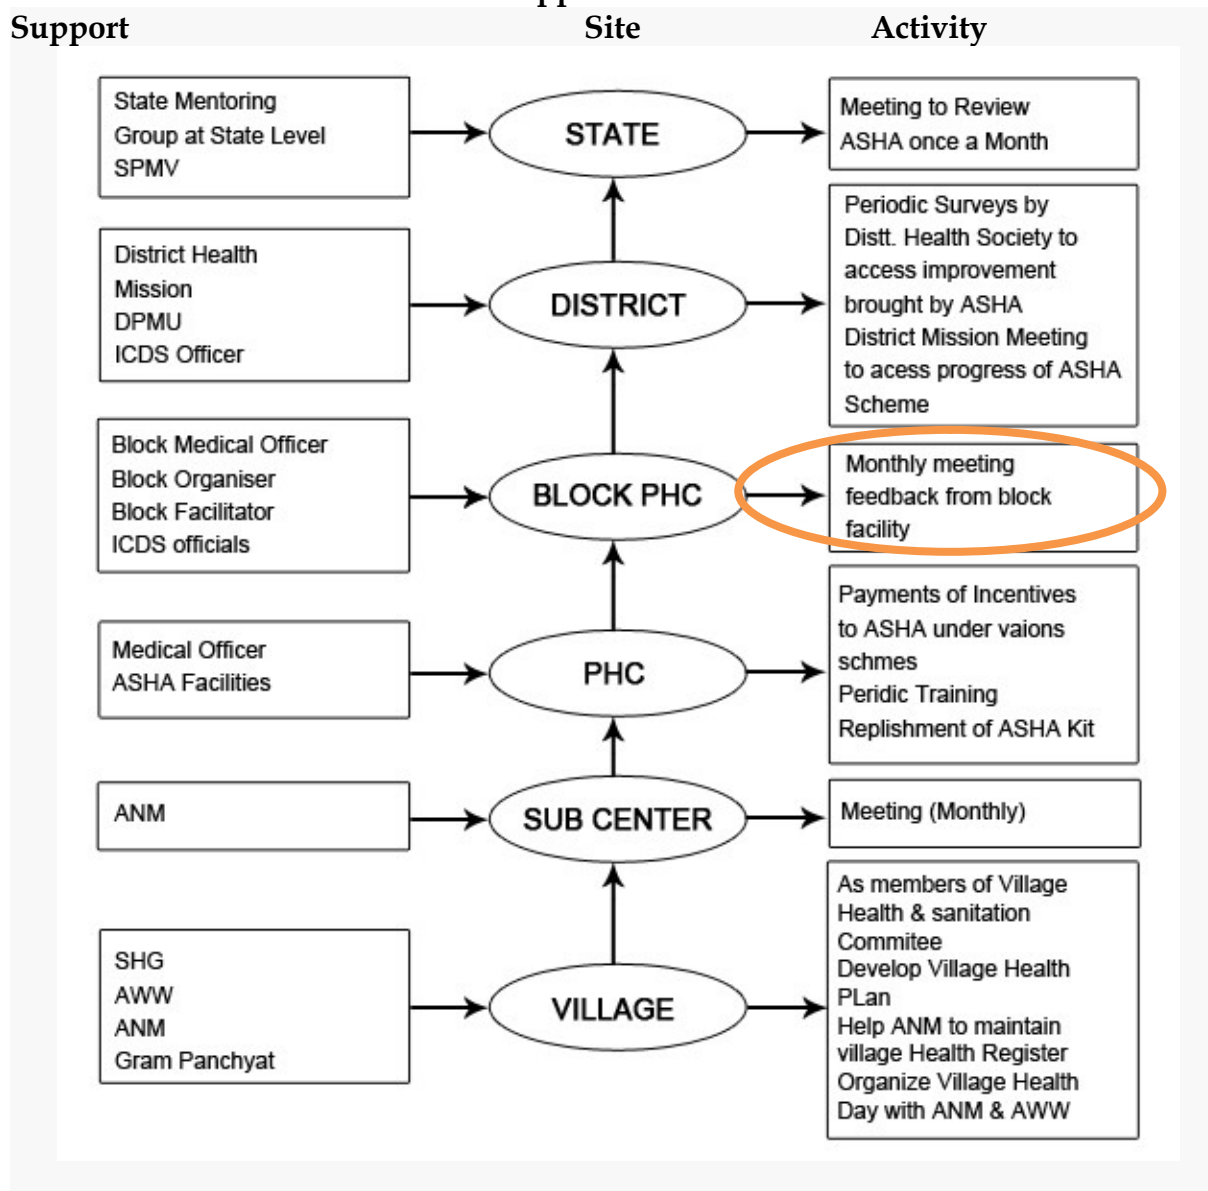 Support Site Activity
State Mentoring
Group at State Level
SPMV
STATE
Meeting to Review
ASHA once a Month
District Health
Mission
DPMU
ICDS Officer
DISTRICT
Periodic Surveys by
Distt. Health Society to
access improvement
brought by ASHA
District Mission Meeting
to acess progress of ASHA
Scheme
Block Medical Officer
Block Organiser
Block Facilitator
ICDS officials
BLOCK PHC
Monthly meeting
feedback from block
facility
Medical Officer
ASHA Facilities
PHC
Payments of Incentives
to ASHA under vaions
schmes
Peridic Training
Replishment of ASHA Kit
ANM
SUB CENTER
Meeting (Monthly)
SHG
AWW
ANM
Gram Panchyat
VILLAGE
As members of Village
Health & sanitation
Commitee
Develop Village Health
PLan
Help ANM to maintain
village Health Register
Organize Village Health
Day with ANM & AWW